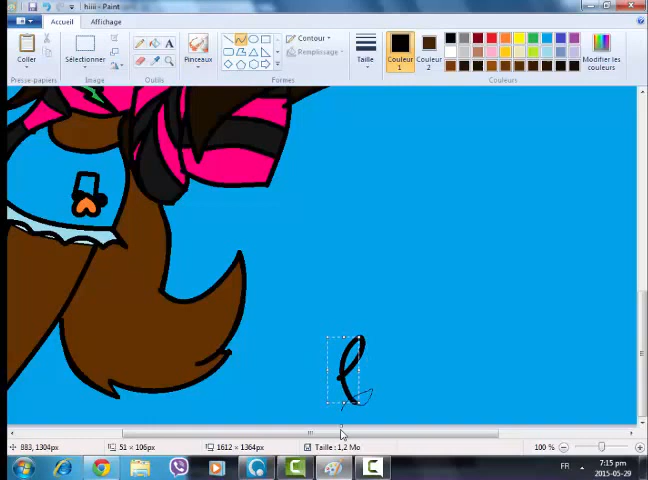 hiiii - Paint
Accueil Affichage
Coller
Sélectionner
Pinceaux
Contour
Remplissage
Taille
Couleur 1
Couleur 2
Modifier les couleurs
Presse-papiers Image Outils Formes Couleurs
l
883, 1304px 51 × 106px 1612 × 1364px Taille : 1,2 Mo 100 %
FR 7:15 pm
2015-05-29